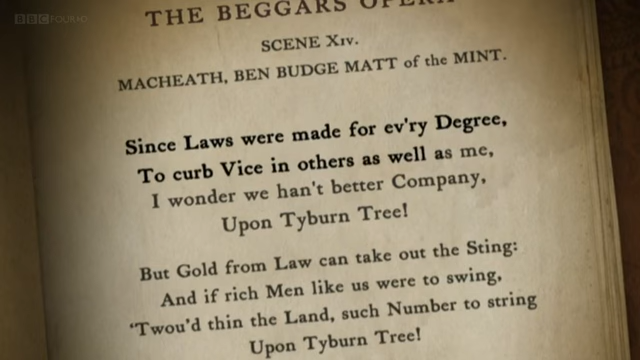 BBC FOUR HD
THE BEGGARS OPERA
SCENE XIV.
MACHEATH, BEN BUDGE MATT of the MINT.
Since Laws were made for ev'ry Degree,
To curb Vice in others as well as me,
I wonder we han't better Company,
Upon Tyburn Tree!
But Gold from Law can take out the Sting:
And if rich Men like us were to swing,
'Twou'd thin the Land, such Number to string
Upon Tyburn Tree!